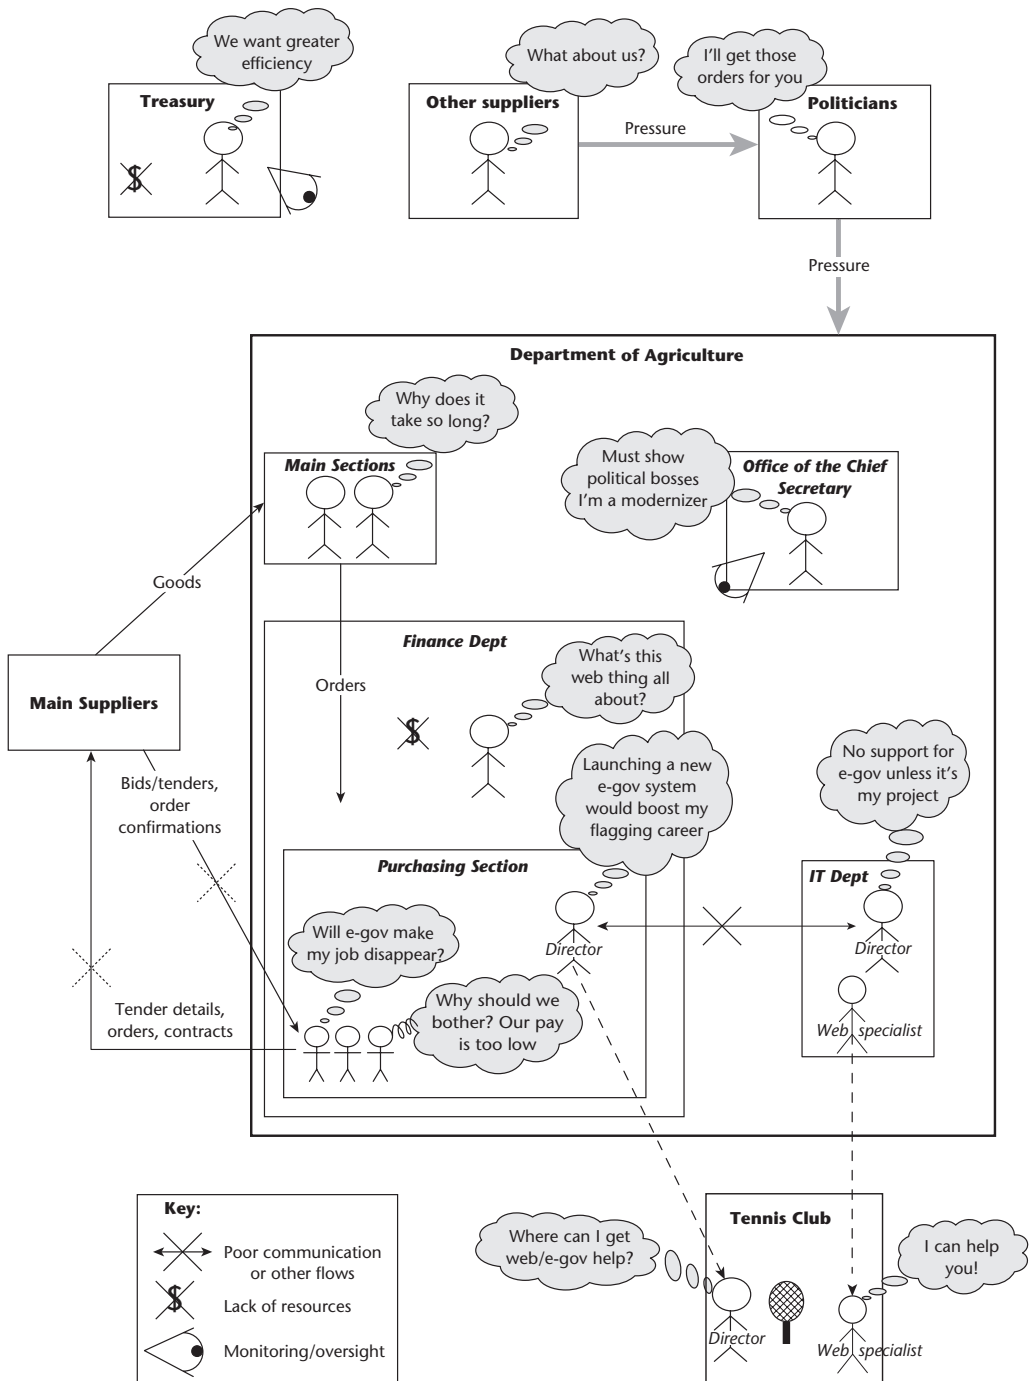 We want greater
efficiency
Treasury
$
What about us?
Other suppliers
Pressure
I'll get those
orders for you
Politicians
Pressure
Department of Agriculture
Why does it
take so long?
Main Sections
Must show
political bosses
I'm a modernizer
Office of the Chief
Secretary
Goods
Main Suppliers
Orders
Finance Dept
$
What's this
web thing all
about?
Bids/tenders,
order
confirmations
Launching a new
e-gov system
would boost my
flagging career
No support for
e-gov unless it's
my project
Purchasing Section
IT Dept
Director
Director
Will e-gov make
my job disappear?
Why should we
bother? Our pay
is too low
Tender details,
orders, contracts
Web specialist
Key:
Poor communication
or other flows
$
Lack of resources
Monitoring/oversight
Where can I get
web/e-gov help?
Tennis Club
I can help
you!
Director
Web specialist